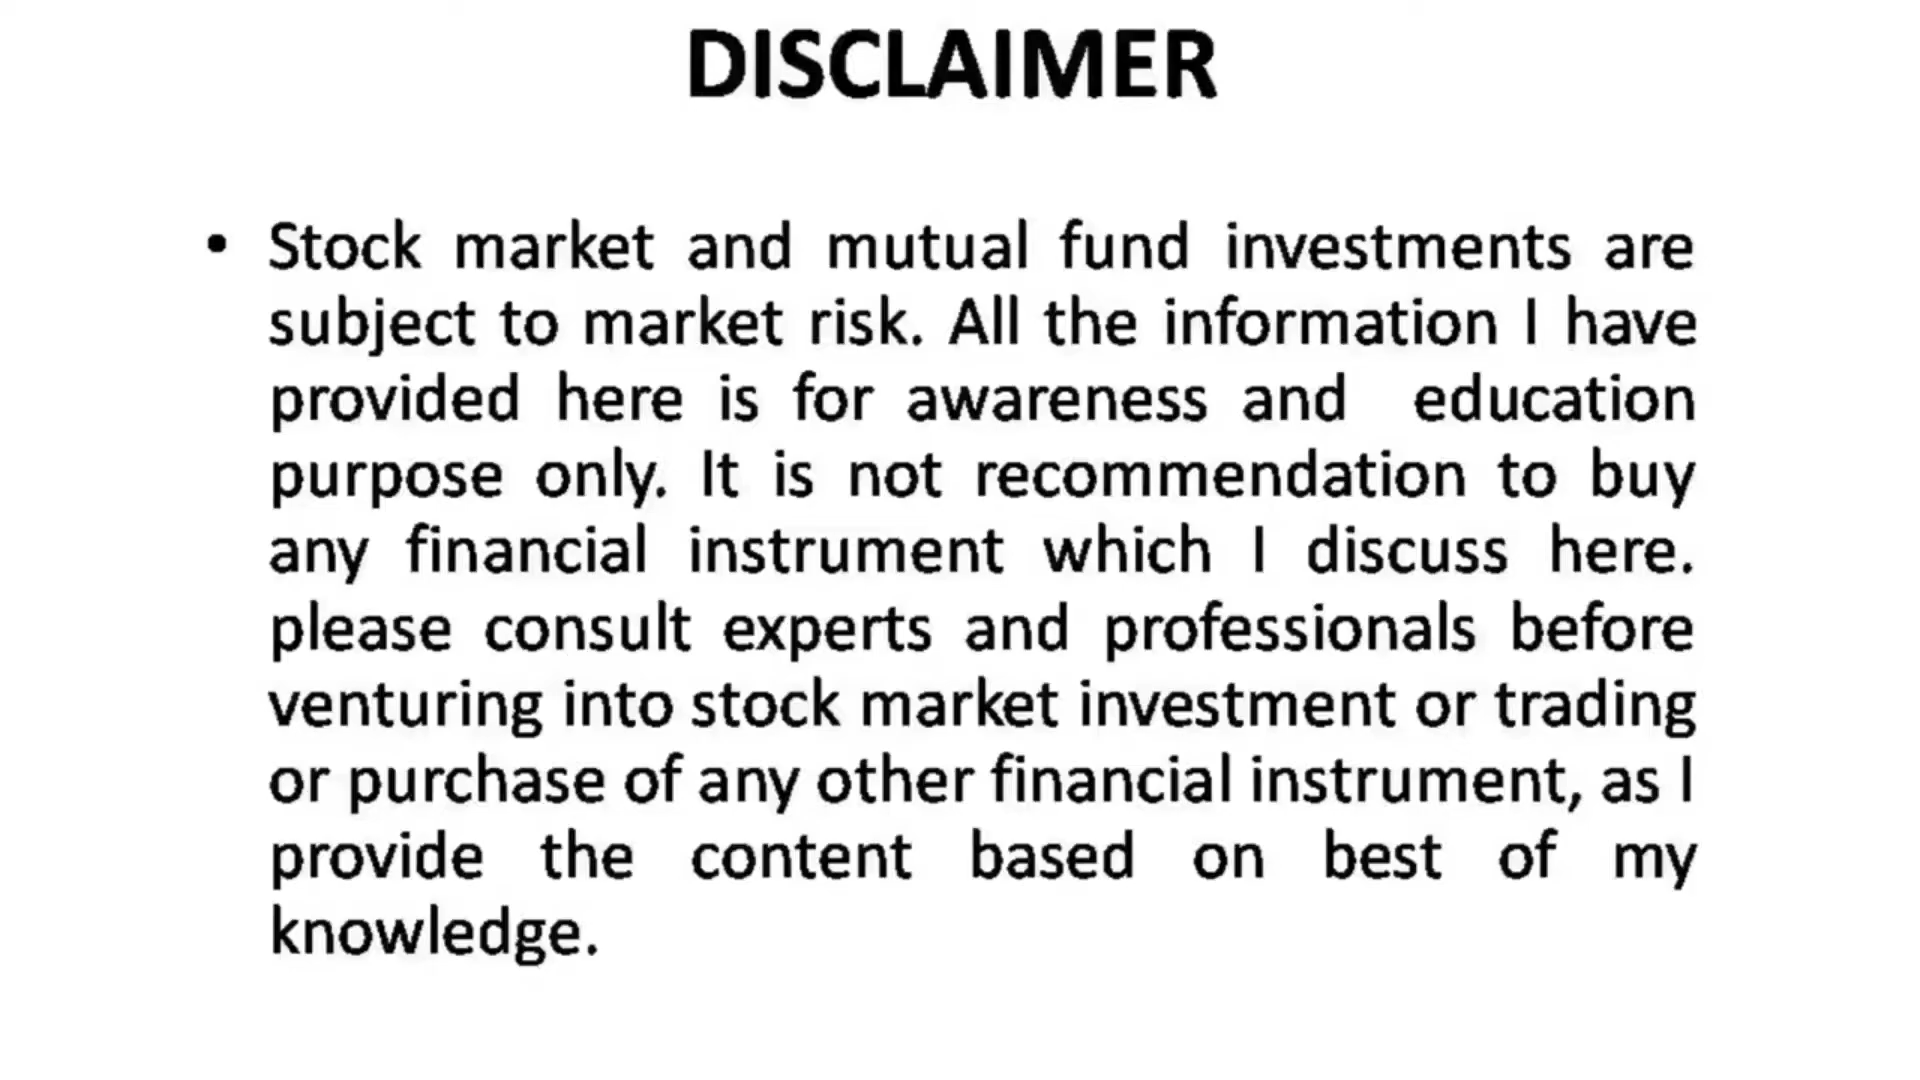 DISCLAIMER
• Stock market and mutual fund investments are
subject to market risk. All the information I have
provided here is for awareness and education
purpose only. It is not recommendation to buy
any financial instrument which I discuss here.
please consult experts and professionals before
venturing into stock market investment or trading
or purchase of any other financial instrument, as I
provide the content based on best of my
knowledge.